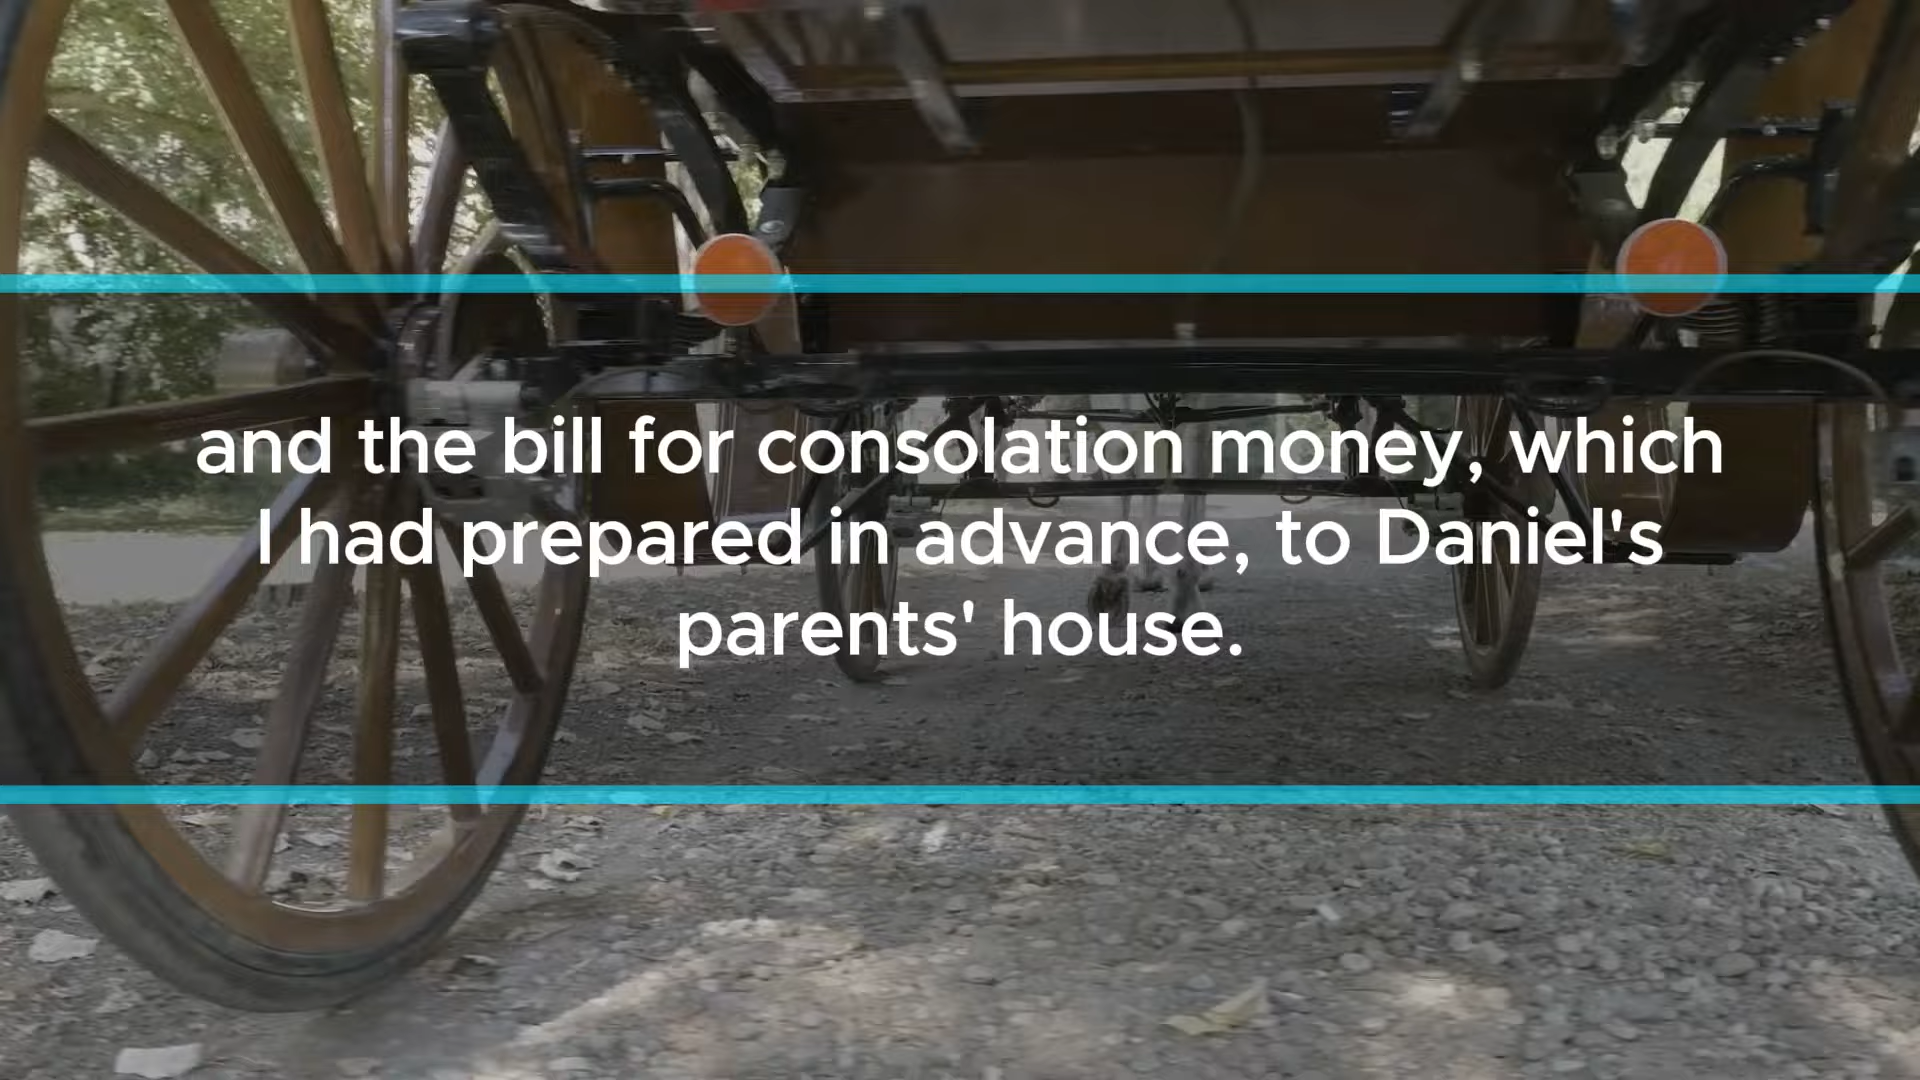 and the bill for consolation money, which
I had prepared in advance, to Daniel's
parents' house.